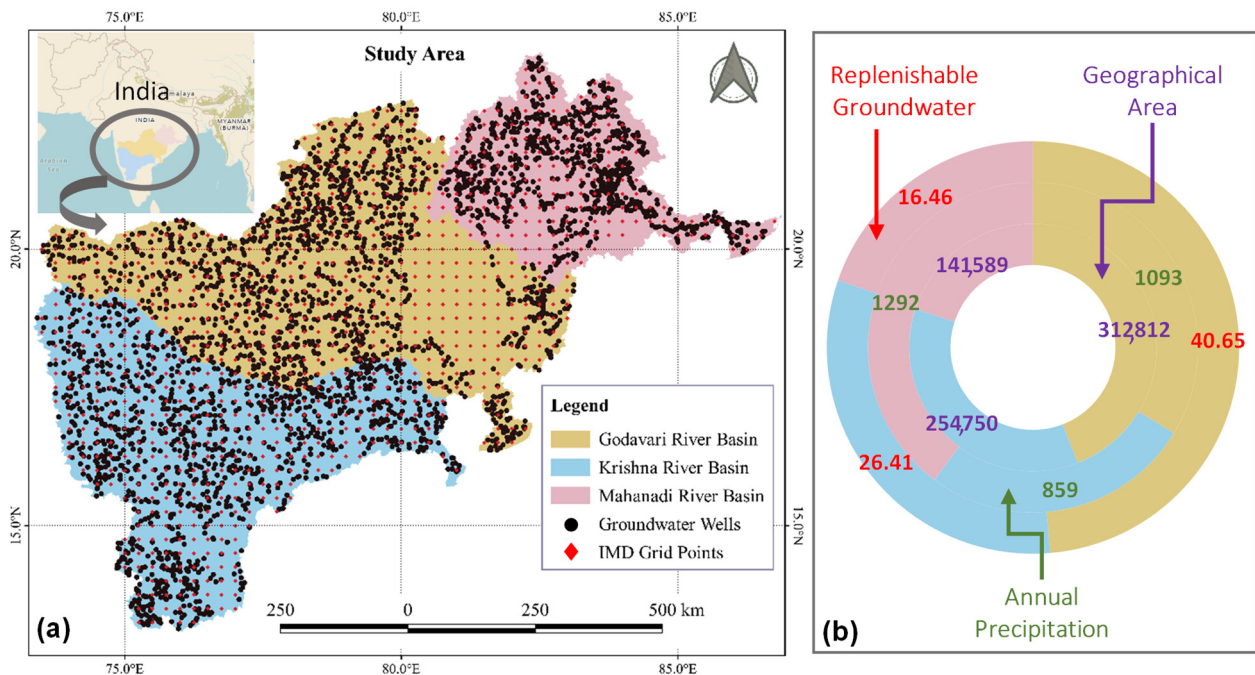 75.0°E
80.0°E
85.0°E
Study Area
India
INDIA
MYANMAR
(BURMA)
20.0°N
15.0°N
20.0°N
15.0°N
Legend
Godavari River Basin
Krishna River Basin
Mahanadi River Basin
Groundwater Wells
IMD Grid Points
250
0
250
500 km
(a)
75.0°E
80.0°E
85.0°E
Replenishable
Groundwater
Geographical
Area
16.46
141,589
1093
1292
312,812
40.65
254,750
26.41
859
Annual
Precipitation
(b)